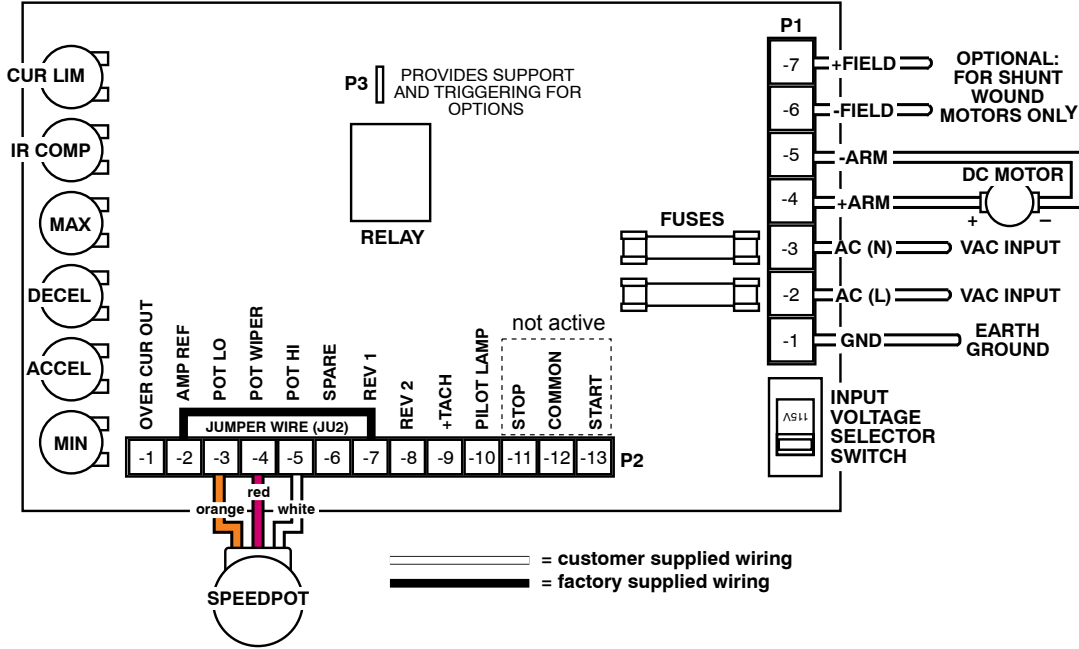 P1
CUR LIM
IR COMP
MAX
DECEL
ACCEL
MIN
P3
PROVIDES SUPPORT
AND TRIGGERING FOR
OPTIONS
RELAY
FUSES
-7
+FIELD
-6
-FIELD
OPTIONAL:
FOR SHUNT
WOUND
MOTORS ONLY
-5
-ARM
-4
+ARM
DC MOTOR
+
–
-3
AC (N)
VAC INPUT
-2
AC (L)
VAC INPUT
-1
GND
EARTH
GROUND
115V
INPUT
VOLTAGE
SELECTOR
SWITCH
not active
OVER CUR OUT
AMP REF
POT LO
POT WIPER
POT HI
SPARE
REV 1
REV 2
+TACH
PILOT LAMP
STOP
COMMON
START
JUMPER WIRE (JU2)
-1 -2 -3 -4 -5 -6 -7 -8 -9 -10 -11 -12 -13 P2
red
orange
white
SPEEDPOT
= customer supplied wiring
= factory supplied wiring